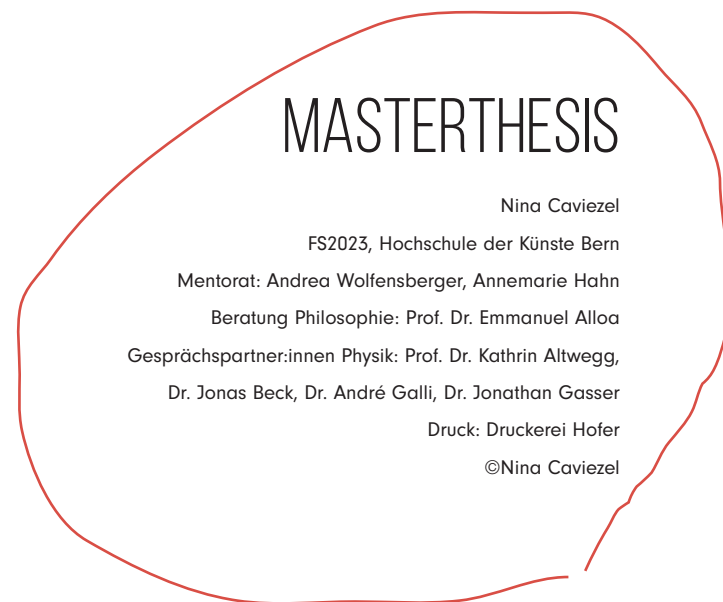 MASTERTHESIS
Nina Caviezel
FS2023, Hochschule der Künste Bern
Mentorat: Andrea Wolfensberger, Annemarie Hahn
Beratung Philosophie: Prof. Dr. Emmanuel Alloa
Gesprächspartner:innen Physik: Prof. Dr. Kathrin Altwegg,
Dr. Jonas Beck, Dr. André Galli, Dr. Jonathan Gasser
Druck: Druckerei Hofer
©Nina Caviezel